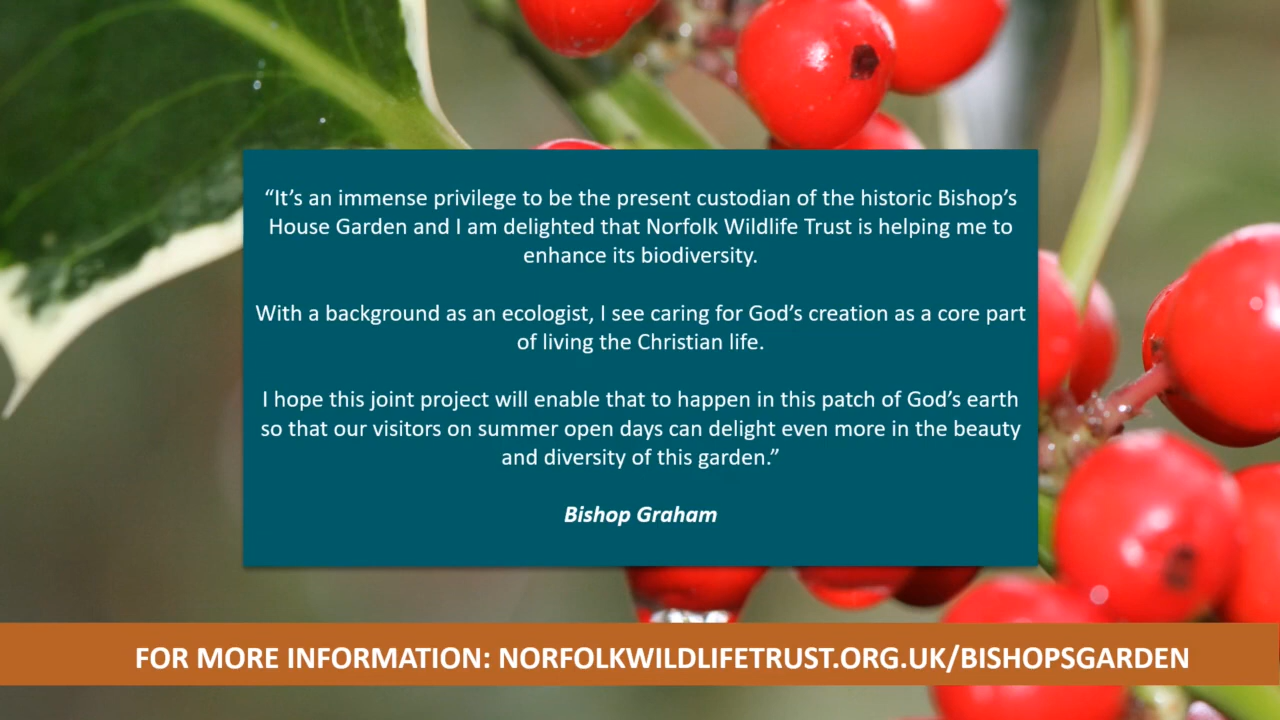 “It’s an immense privilege to be the present custodian of the historic Bishop’s
House Garden and I am delighted that Norfolk Wildlife Trust is helping me to
enhance its biodiversity.
With a background as an ecologist, I see caring for God’s creation as a core part
of living the Christian life.
I hope this joint project will enable that to happen in this patch of God’s earth
so that our visitors on summer open days can delight even more in the beauty
and diversity of this garden.”
Bishop Graham
FOR MORE INFORMATION: NORFOLKWILDLIFETRUST.ORG.UK/BISHOPSGARDEN